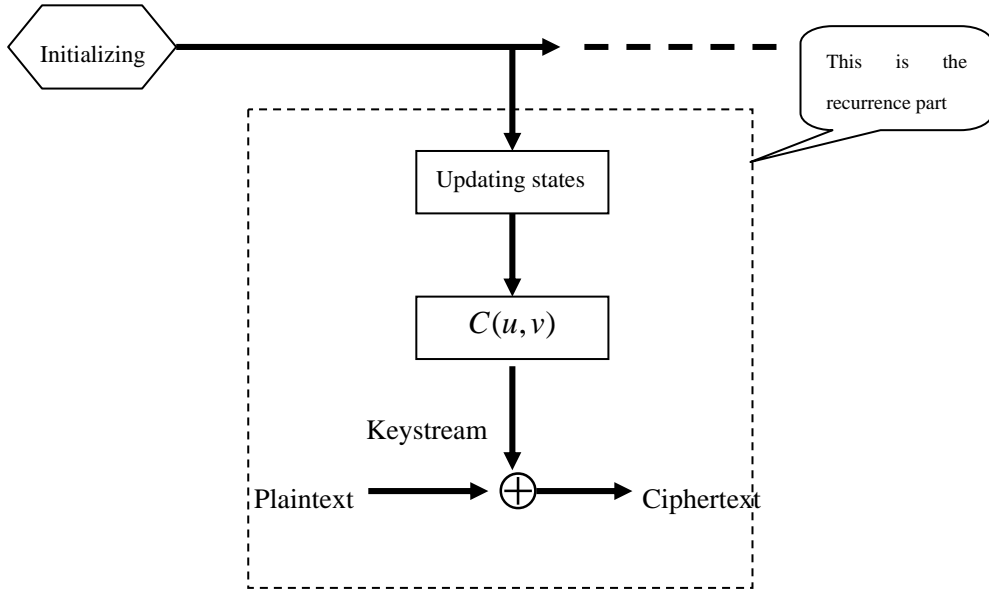 Initializing
This is the
recurrence part
Updating states
C(u, v)
Keystream
Plaintext
Ciphertext